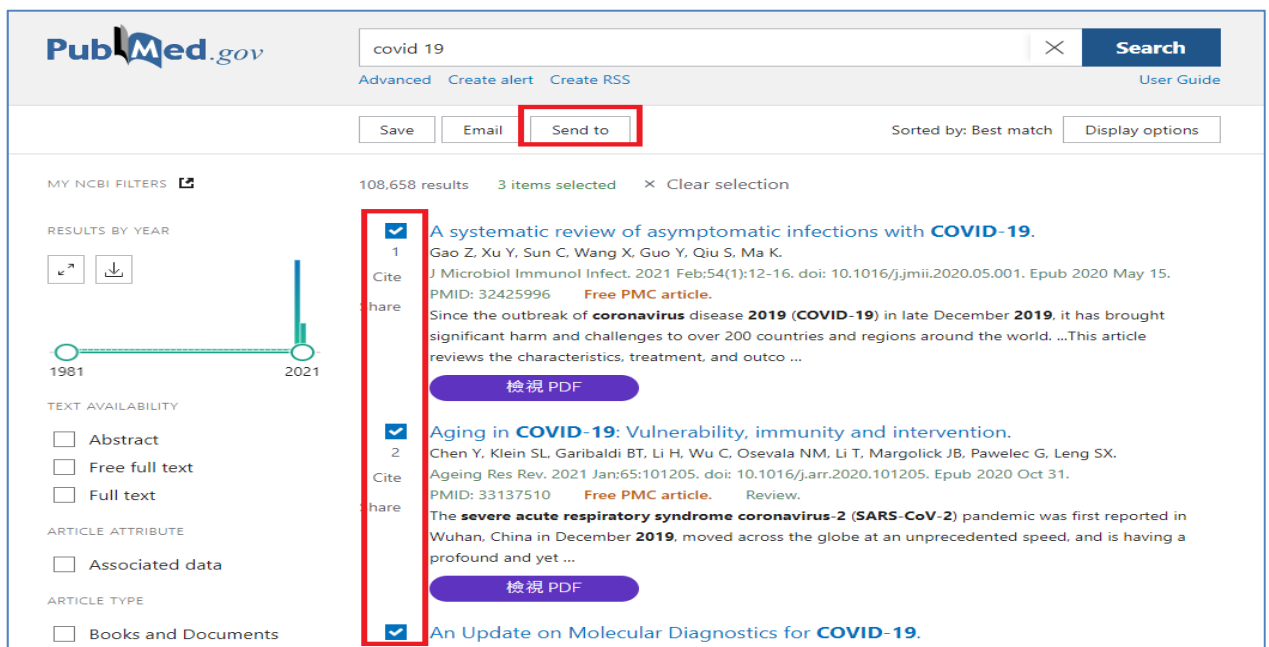 PubMed.gov
covid 19
Search
Advanced Create alert Create RSS
User Guide
Save Email Send to
Sorted by: Best match Display options
MY NCBI FILTERS
108,658 results 3 items selected × Clear selection
RESULTS BY YEAR
1981 2021
TEXT AVAILABILITY
Abstract
Free full text
Full text
ARTICLE ATTRIBUTE
Associated data
ARTICLE TYPE
Books and Documents
A systematic review of asymptomatic infections with COVID-19.
1
Gao Z, Xu Y, Sun C, Wang X, Guo Y, Qiu S, Ma K.
Cite
J Microbiol Immunol Infect. 2021 Feb;54(1):12-16. doi: 10.1016/j.jmii.2020.05.001. Epub 2020 May 15.
PMID: 32425996 Free PMC article.
Share
Since the outbreak of coronavirus disease 2019 (COVID-19) in late December 2019, it has brought
significant harm and challenges to over 200 countries and regions around the world. ...This article
reviews the characteristics, treatment, and outco ...
檢視 PDF
Aging in COVID-19: Vulnerability, immunity and intervention.
2
Chen Y, Klein SL, Garibaldi BT, Li H, Wu C, Osevala NM, Li T, Margolick JB, Pawelec G, Leng SX.
Cite
Ageing Res Rev. 2021 Jan;65:101205. doi: 10.1016/j.arr.2020.101205. Epub 2020 Oct 31.
PMID: 33137510 Free PMC article. Review.
Share
The severe acute respiratory syndrome coronavirus-2 (SARS-CoV-2) pandemic was first reported in
Wuhan, China in December 2019, moved across the globe at an unprecedented speed, and is having a
profound and yet ...
檢視 PDF
An Update on Molecular Diagnostics for COVID-19.